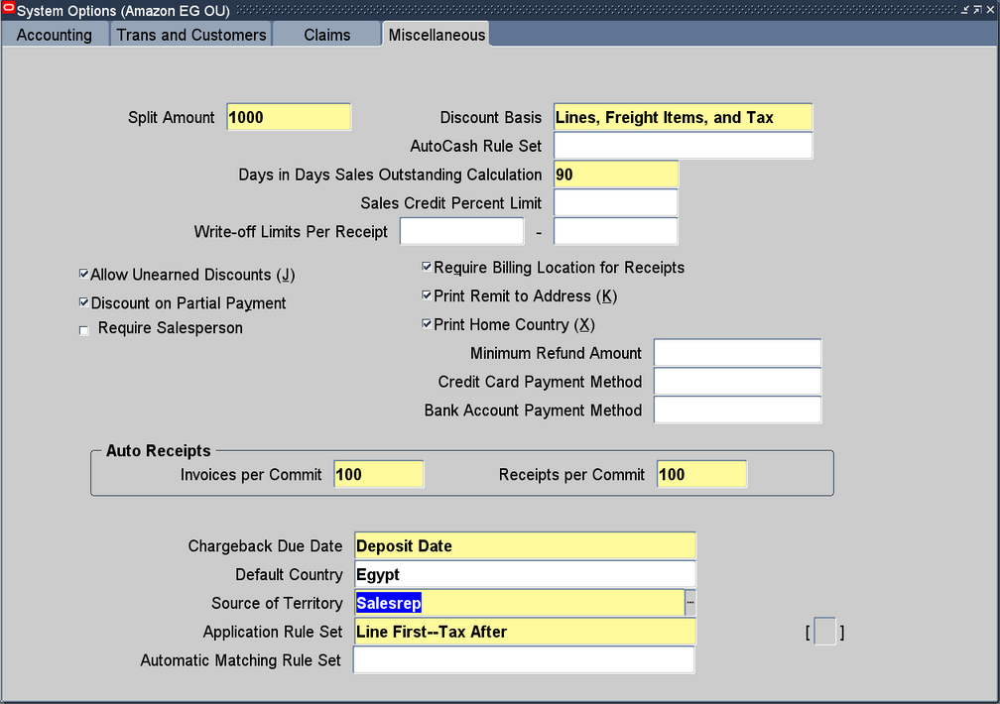 System Options (Amazon EG OU)
Accounting Trans and Customers Claims Miscellaneous
Split Amount 1000 Discount Basis Lines, Freight Items, and Tax
AutoCash Rule Set
Days in Days Sales Outstanding Calculation 90
Sales Credit Percent Limit
Write-off Limits Per Receipt -
Allow Unearned Discounts (J) Require Billing Location for Receipts
Discount on Partial Payment Print Remit to Address (K)
Require Salesperson Print Home Country (X)
Minimum Refund Amount
Credit Card Payment Method
Bank Account Payment Method
Auto Receipts
Invoices per Commit 100 Receipts per Commit 100
Chargeback Due Date Deposit Date
Default Country Egypt
Source of Territory Salesrep ...
Application Rule Set Line First--Tax After [ ]
Automatic Matching Rule Set